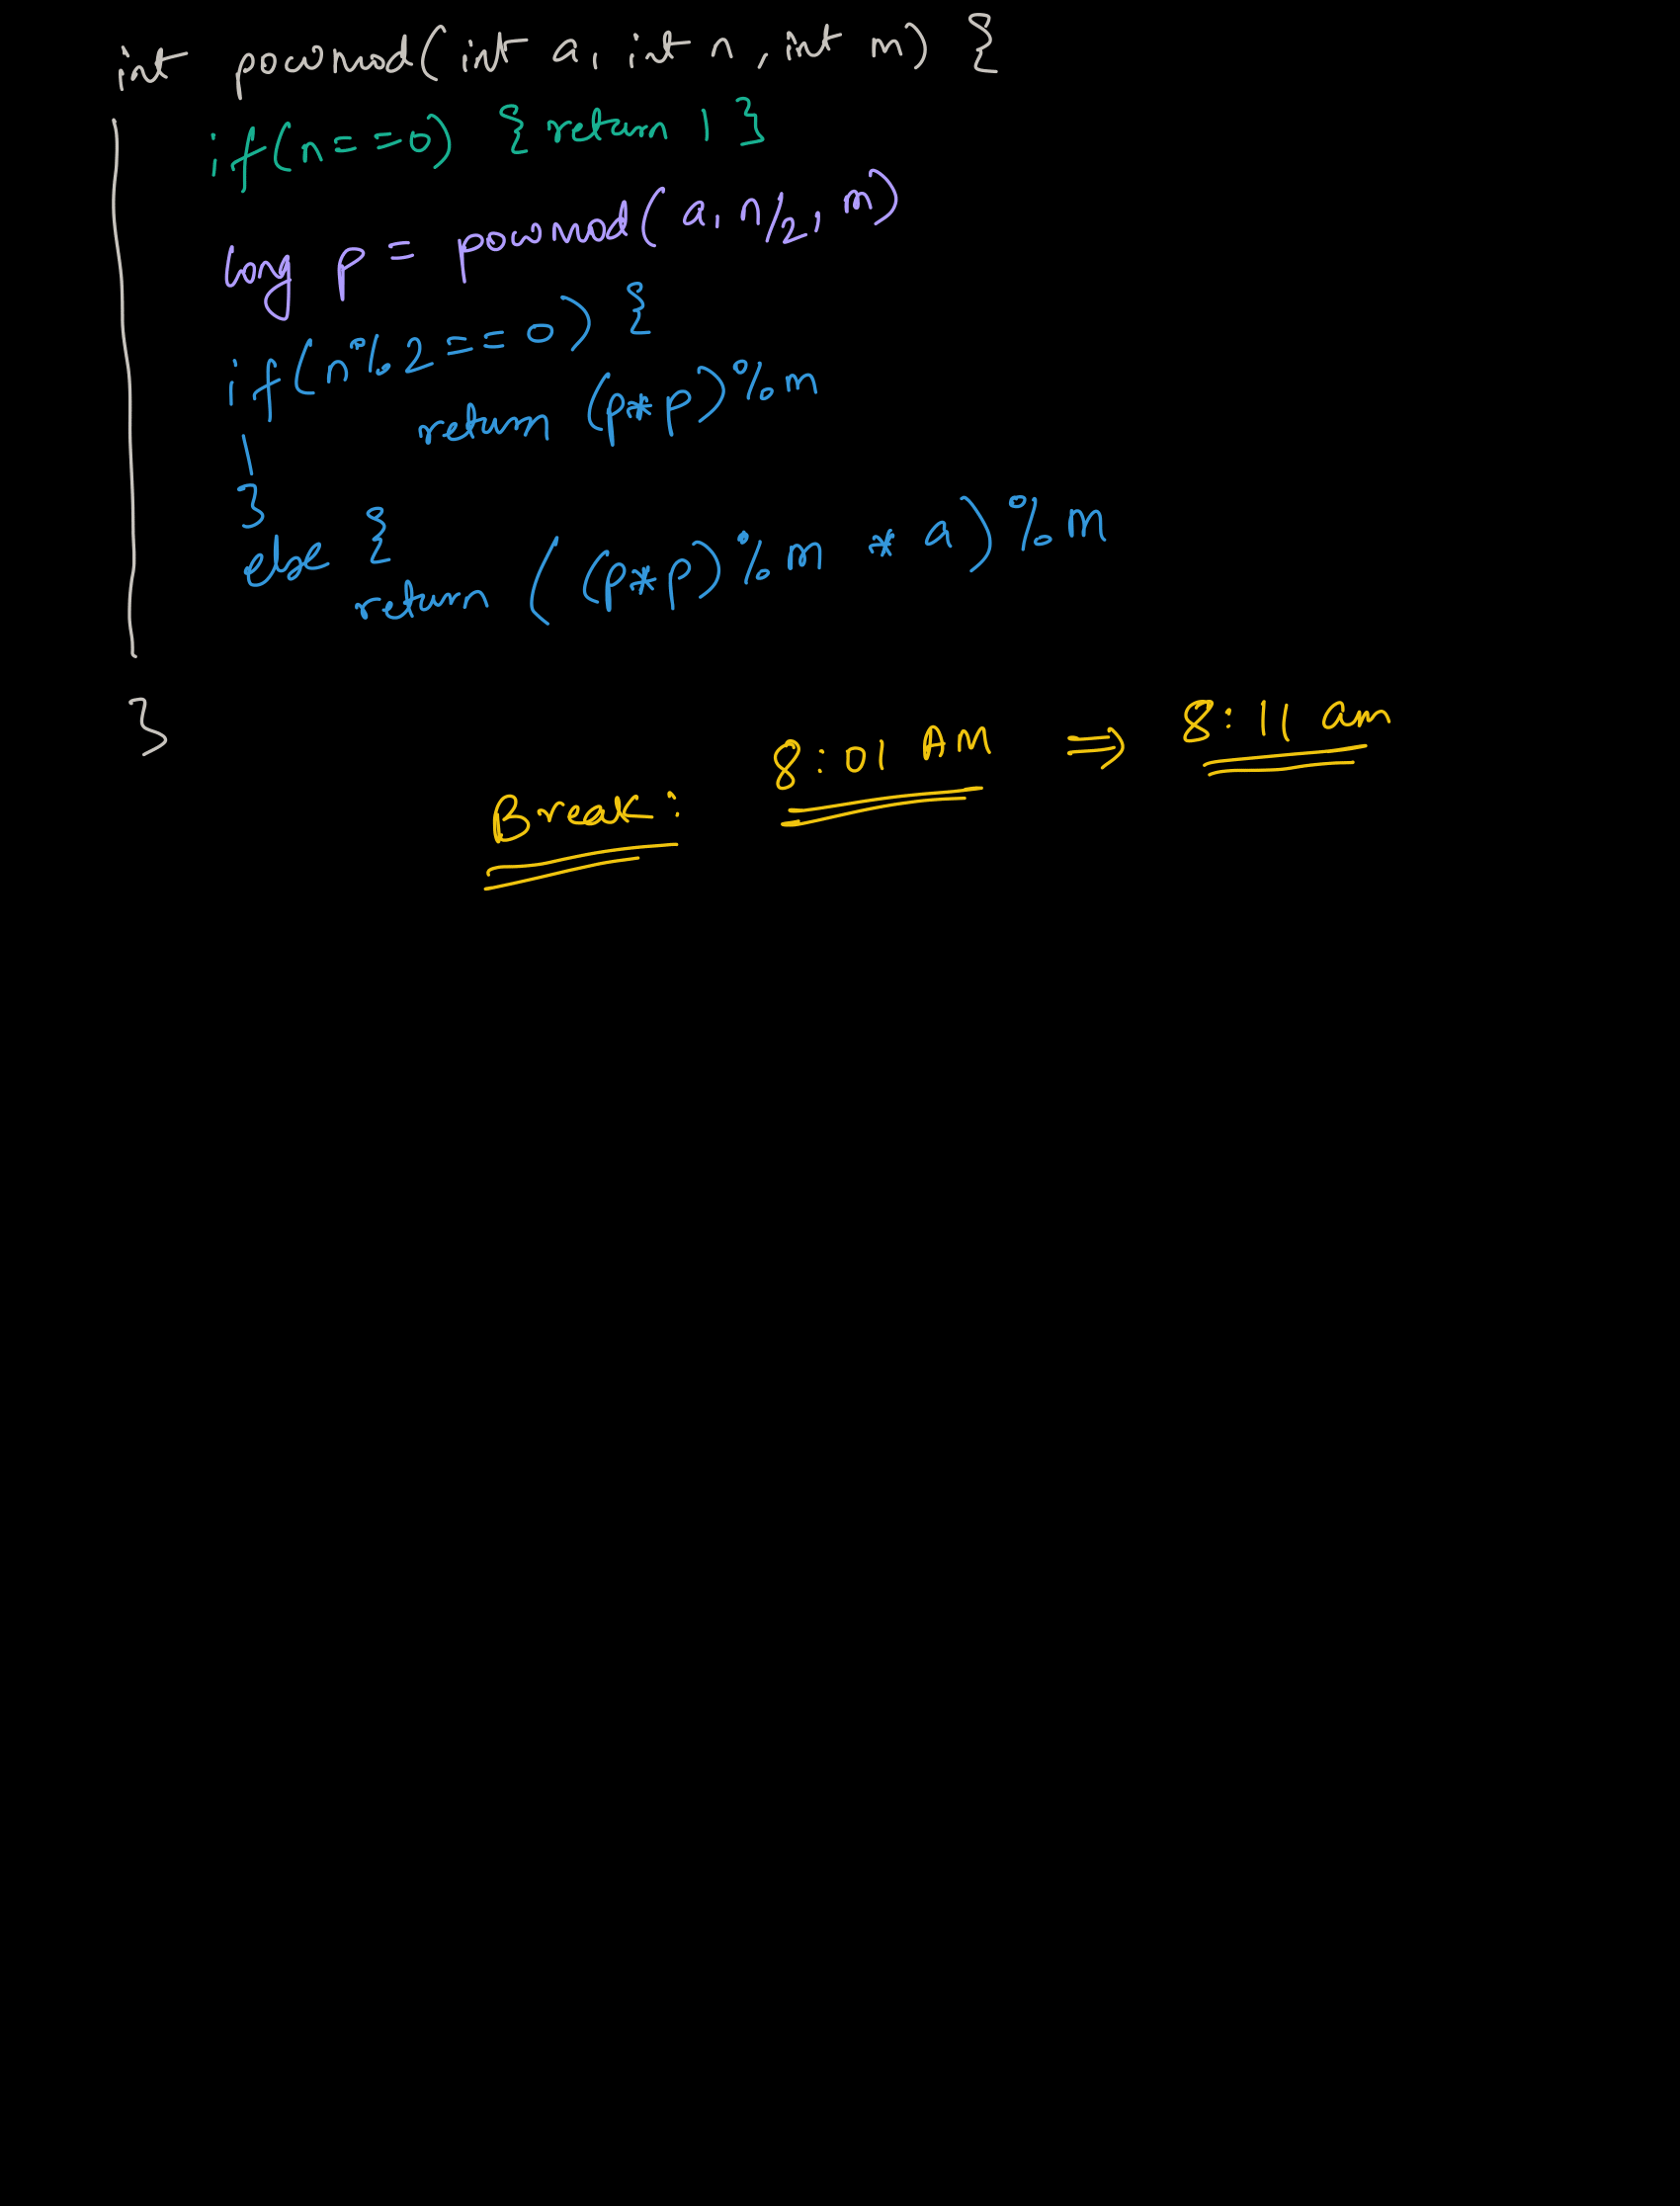 int powmod(int a, int n, int m) {
if(n==0) {return 1}
long p = powmod(a, n/2, m)
if(n%2==0) {
return (p*p)%m
}
else {
return ((p*p)%m * a)%m
}
Break: 8:01 AM ⇒ 8:11 am